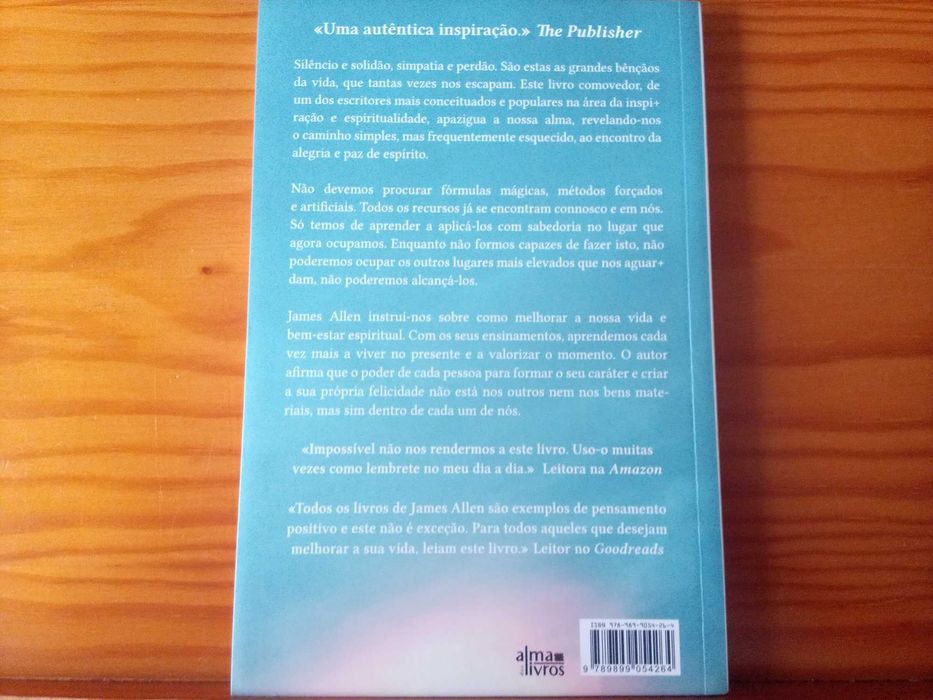 «Uma autêntica inspiração.» The Publisher
Silêncio e solidão, simpatia e perdão. São estas as grandes bênçãos
da vida, que tantas vezes nos escapam. Este livro comovedor, de
um dos escritores mais conceituados e populares na área da inspi-
ração e espiritualidade, apazigua a nossa alma, revelando-nos
o caminho simples, mas frequentemente esquecido, ao encontro da
alegria e paz de espírito.
Não devemos procurar fórmulas mágicas, métodos forçados
e artificiais. Todos os recursos já se encontram connosco e em nós.
Só temos de aprender a aplicá-los com sabedoria no lugar que
agora ocupamos. Enquanto não formos capazes de fazer isto, não
poderemos ocupar os outros lugares mais elevados que nos aguar-
dam, não poderemos alcançá-los.
James Allen instrui-nos sobre como melhorar a nossa vida e
bem-estar espiritual. Com os seus ensinamentos, aprendemos cada
vez mais a viver no presente e a valorizar o momento. O autor
afirma que o poder de cada pessoa para formar o seu caráter e criar
a sua própria felicidade não está nos outros nem nos bens mate-
riais, mas sim dentro de cada um de nós.
«Impossível não nos rendermos a este livro. Uso-o muitas
vezes como lembrete no meu dia a dia.» Leitora na Amazon
«Todos os livros de James Allen são exemplos de pensamento
positivo e este não é exceção. Para todos aqueles que desejam
melhorar a sua vida, leiam este livro.» Leitor no Goodreads
ISBN 978-989-9054-26-4
9 789899 054264
alma
livros